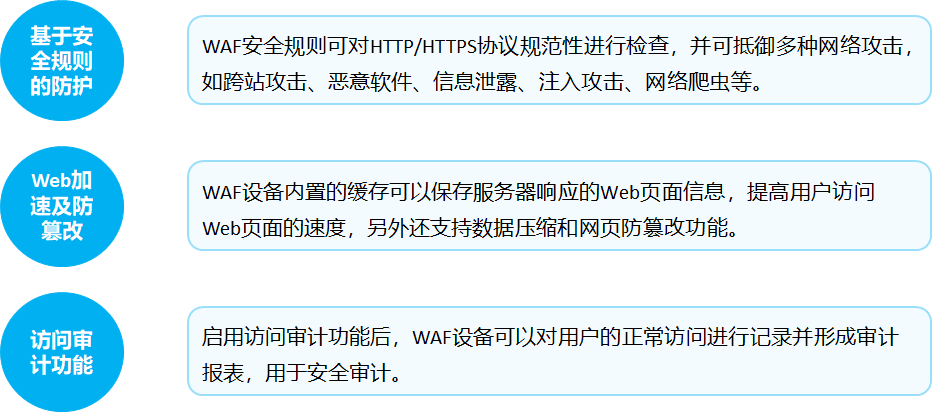 基于安
全规则
的防护
WAF安全规则可对HTTP/HTTPS协议规范性进行检查，并可抵御多种网络攻击，
如跨站攻击、恶意软件、信息泄露、注入攻击、网络爬虫等。
Web加
速及防
篡改
WAF设备内置的缓存可以保存服务器响应的Web页面信息，提高用户访问
Web页面的速度，另外还支持数据压缩和网页防篡改功能。
访问审
计功能
启用访问审计功能后，WAF设备可以对用户的正常访问进行记录并形成审计
报表，用于安全审计。